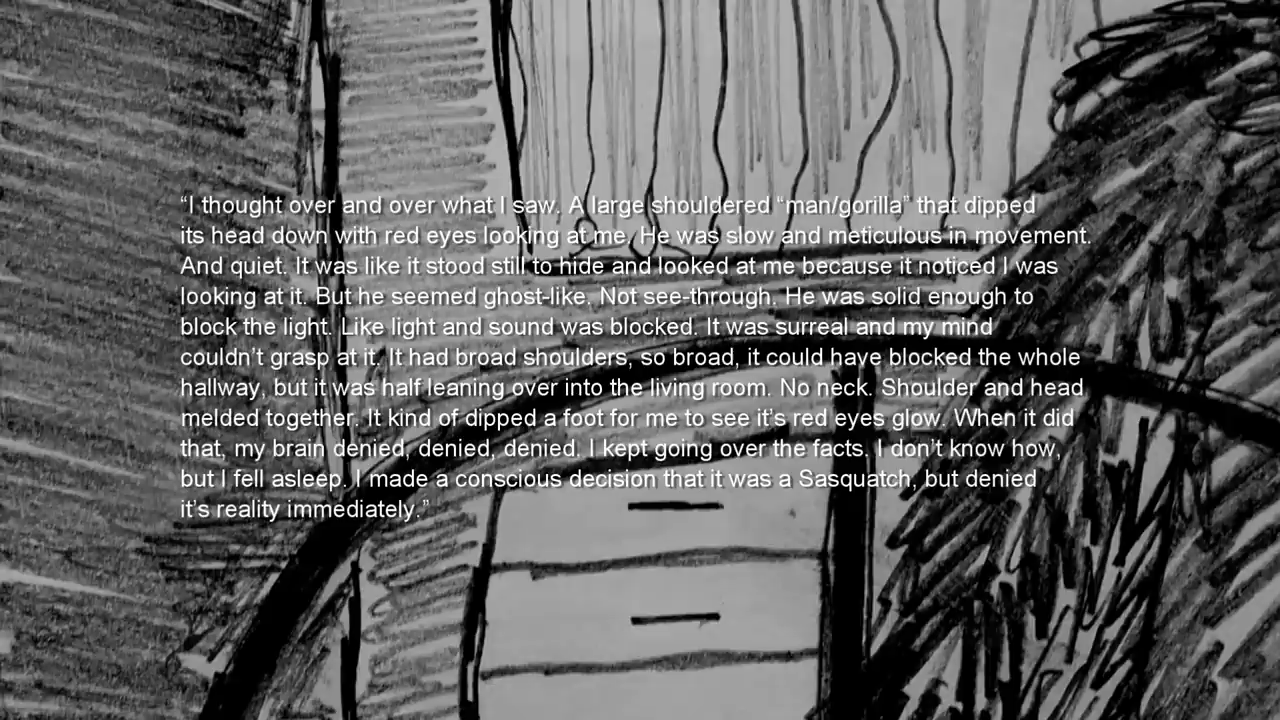 “I thought over and over what I saw. A large shouldered “man/gorilla” that dipped
its head down with red eyes looking at me. He was slow and meticulous in movement.
And quiet. It was like it stood still to hide and looked at me because it noticed I was
looking at it. But he seemed ghost-like. Not see-through. He was solid enough to
block the light. Like light and sound was blocked. It was surreal and my mind
couldn’t grasp at it. It had broad shoulders, so broad, it could have blocked the whole
hallway, but it was half leaning over into the living room. No neck. Shoulder and head
melded together. It kind of dipped a foot for me to see it’s red eyes glow. When it did
that, my brain denied, denied, denied. I kept going over the facts. I don’t know how,
but I fell asleep. I made a conscious decision that it was a Sasquatch, but denied
it’s reality immediately.”